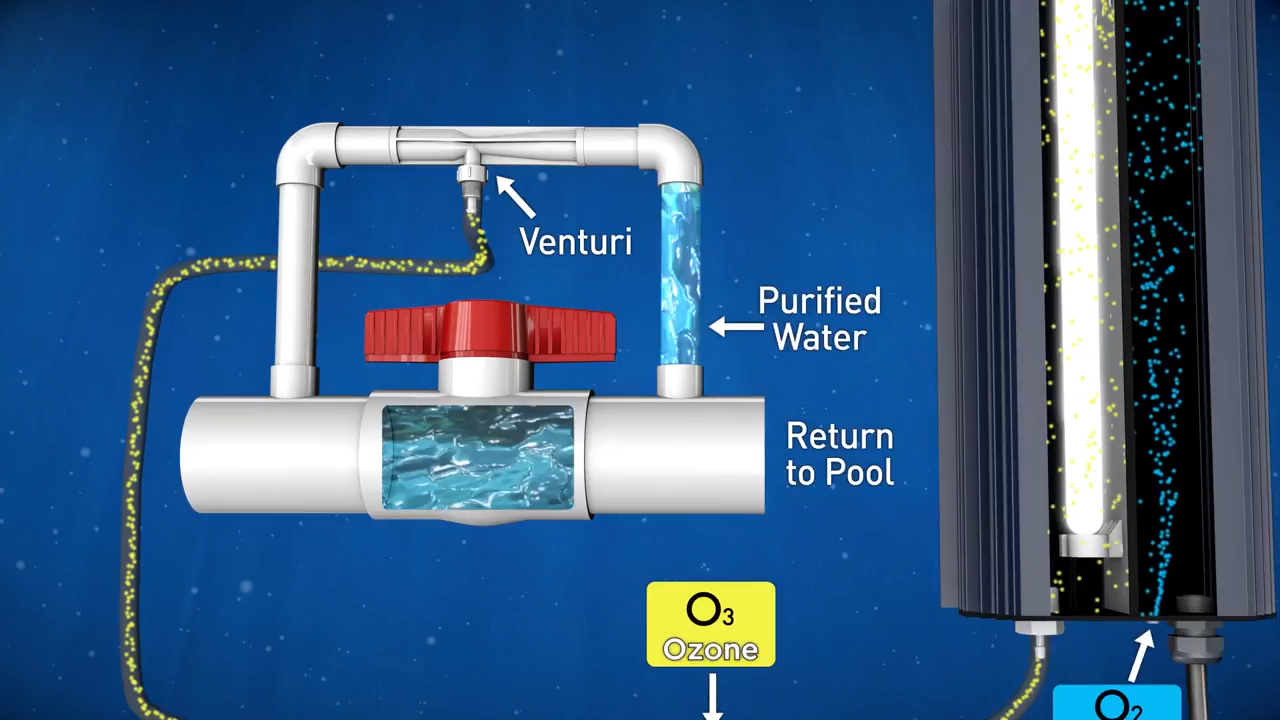 Venturi
Purified
Water
Return
to Pool
O₃
Ozone
O₂